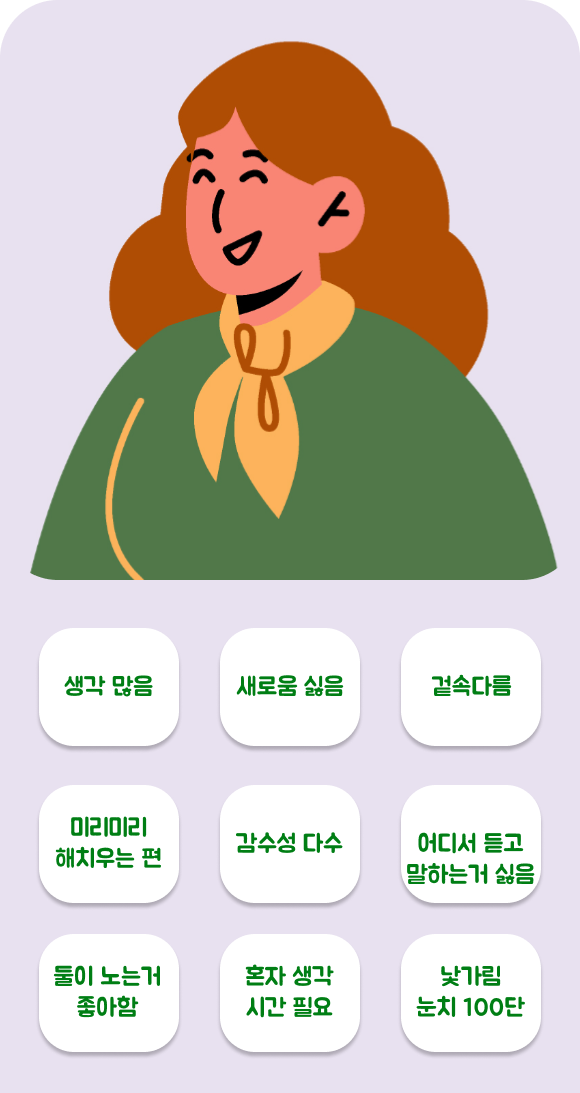 생각 많음
새로움 싫음
겉속다름
미리미리
해치우는 편
감수성 다수
어디서 듣고
말하는거 싫음
둘이 노는거
좋아함
혼자 생각
시간 필요
낯가림
눈치 100단